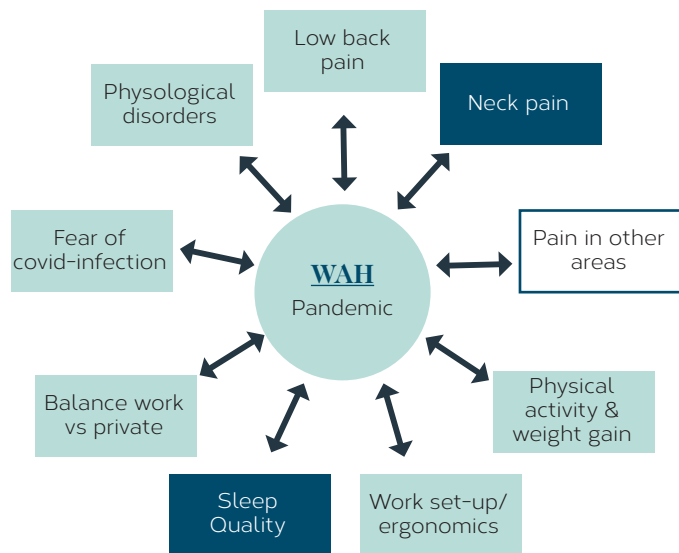 Low back
pain
Neck pain
Physological
disorders
Fear of
covid-infection
WAH
Pandemic
Pain in other
areas
Balance work
vs private
Physical
activity &
weight gain
Sleep
Quality
Work set-up/
ergonomics